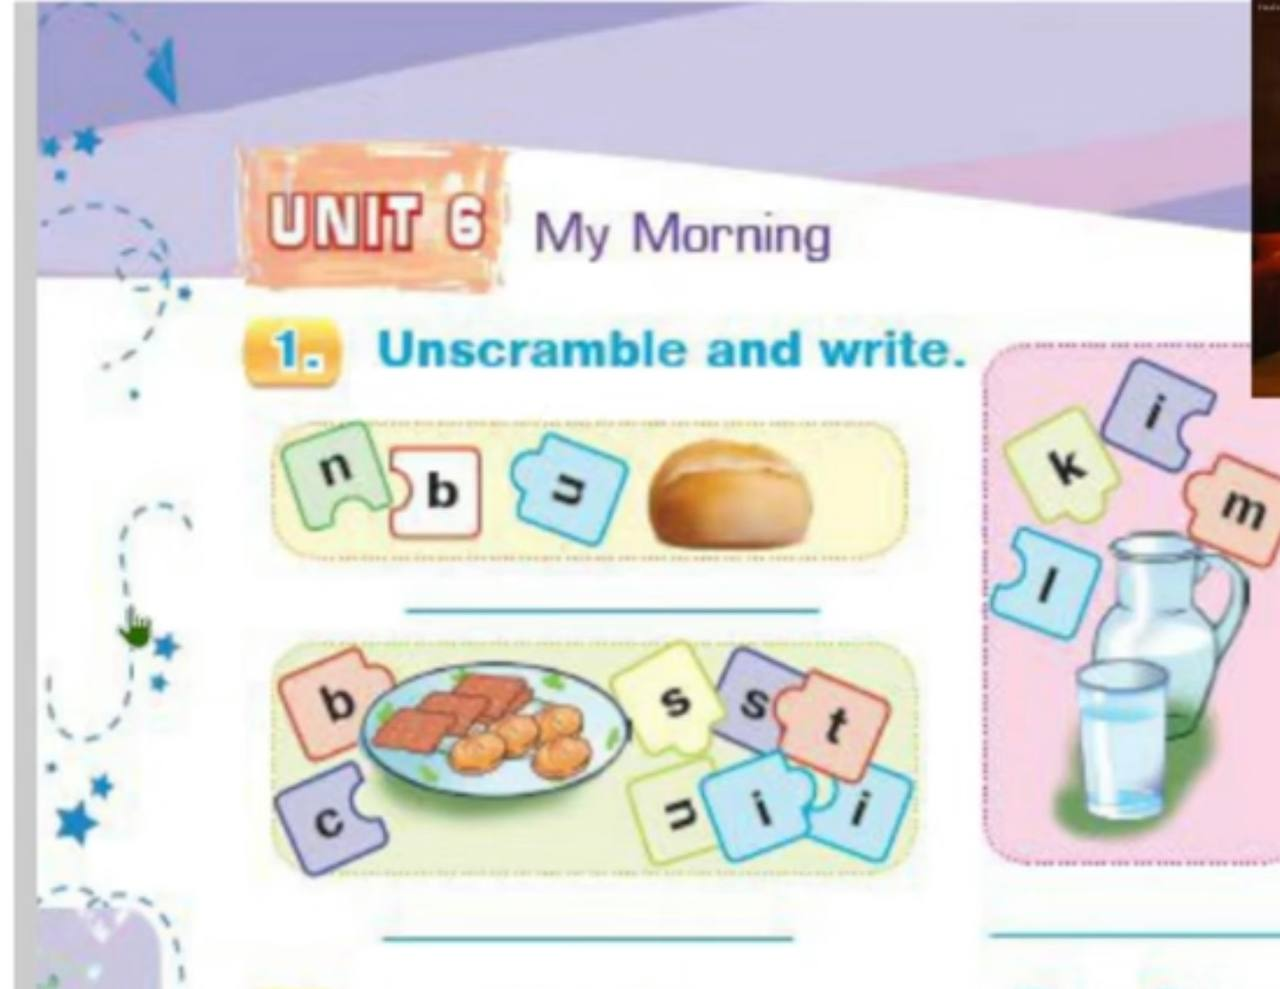 UNIT 6 My Morning
1. Unscramble and write.
n b u
b s s t
c u i i
i
k
m
l